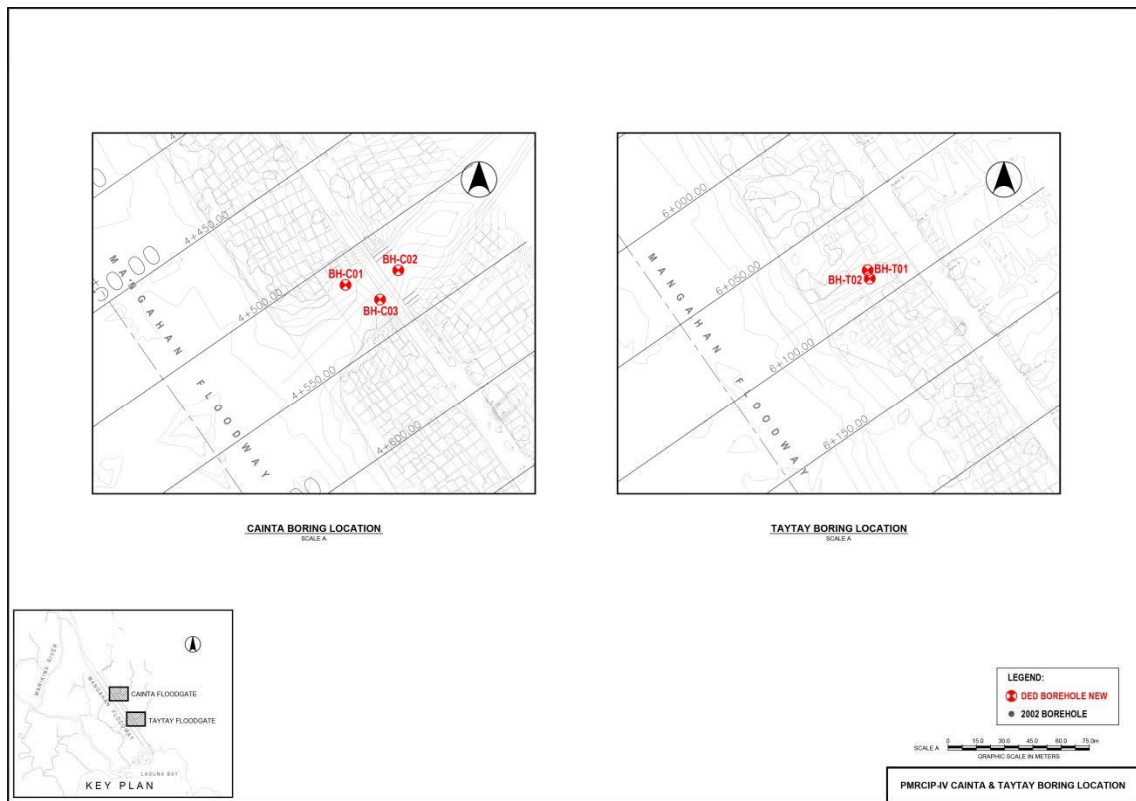 4+450.00
4+500.00
4+550.00
4+600.00
MANGAHAN FLOODWAY
BH-C01
BH-C02
BH-C03
CAINTA BORING LOCATION
SCALE A
6+000.00
6+050.00
6+100.00
6+150.00
MANGAHAN FLOODWAY
BH-T01
BH-T02
TAYTAY BORING LOCATION
SCALE A
MARIKINA RIVER
MANGAHAN FLOODWAY
CAINTA FLOODGATE
TAYTAY FLOODGATE
LAGUNA BAY
KEY PLAN
LEGEND:
DED BOREHOLE NEW
2002 BOREHOLE
SCALE A
0 15.0 30.0 45.0 60.0 75.0m
GRAPHIC SCALE IN METERS
PMRCIP-IV CAINTA & TAYTAY BORING LOCATION